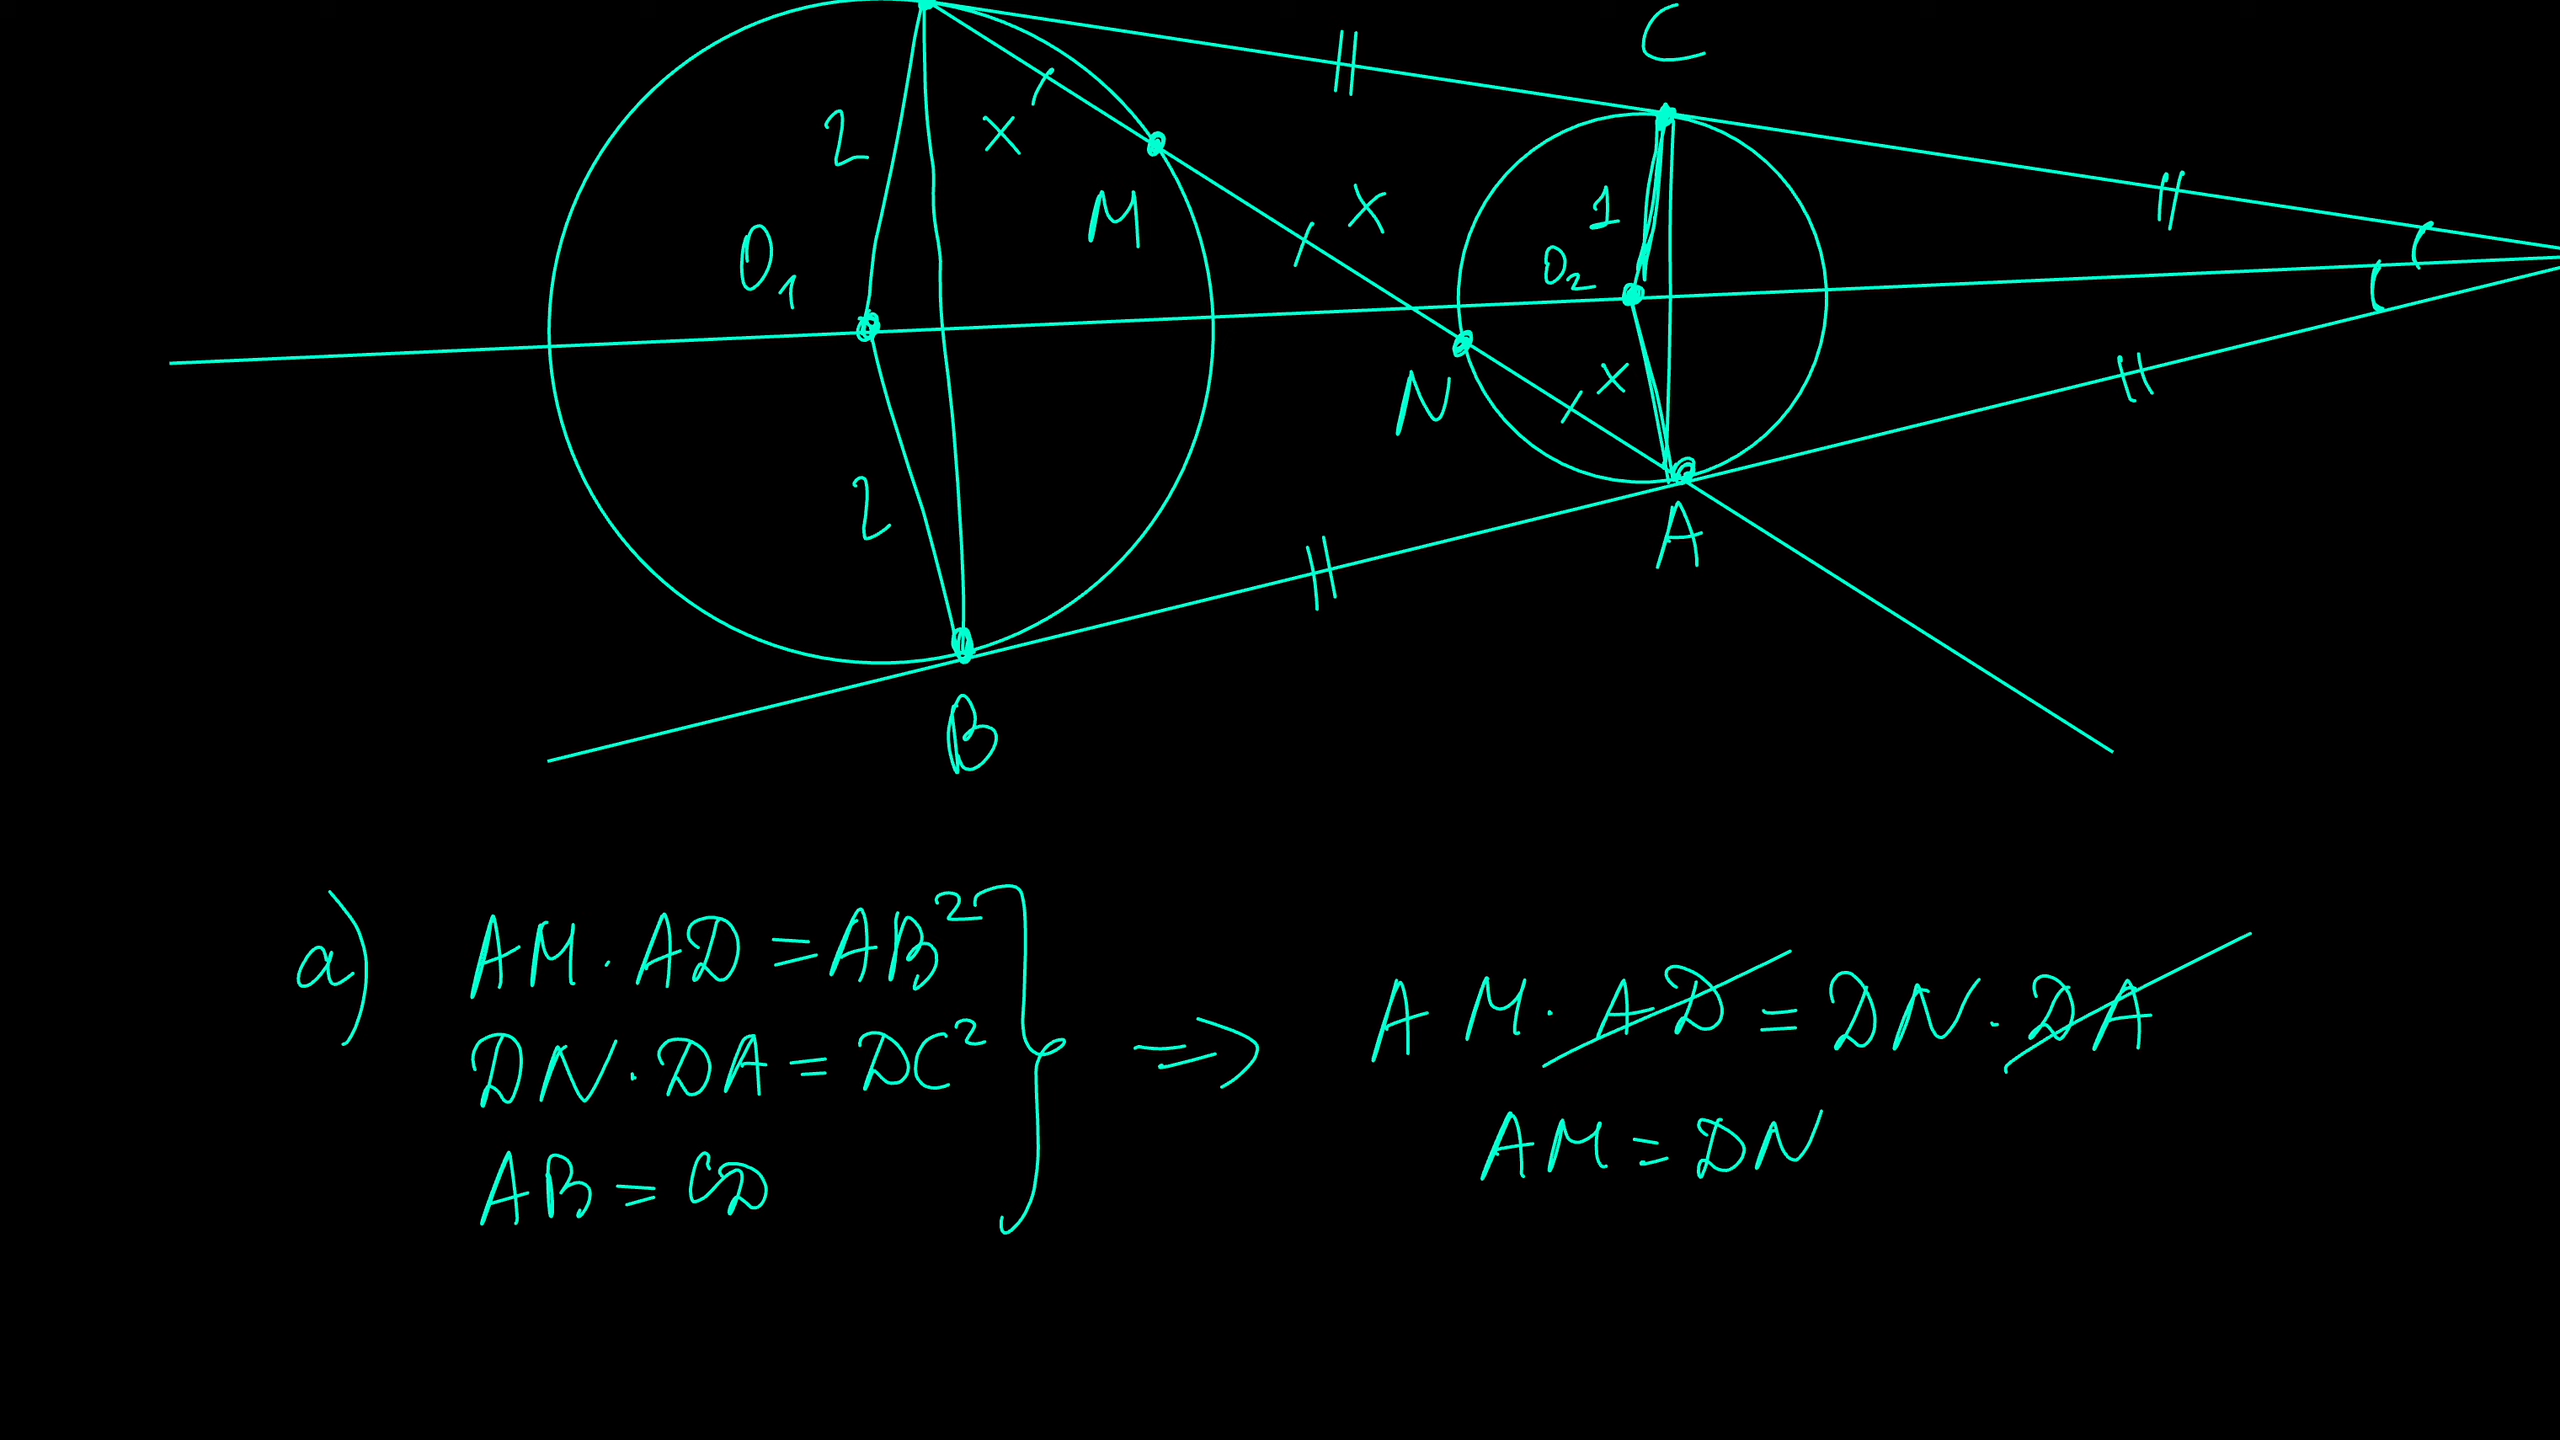 C
2
x
M
x
1
O₁
O₂
N
x
2
A
B
a) AM · AD = AB²
DN · DA = DC²
AB = CD
=> AM · AD = DN · DA
AM = DN